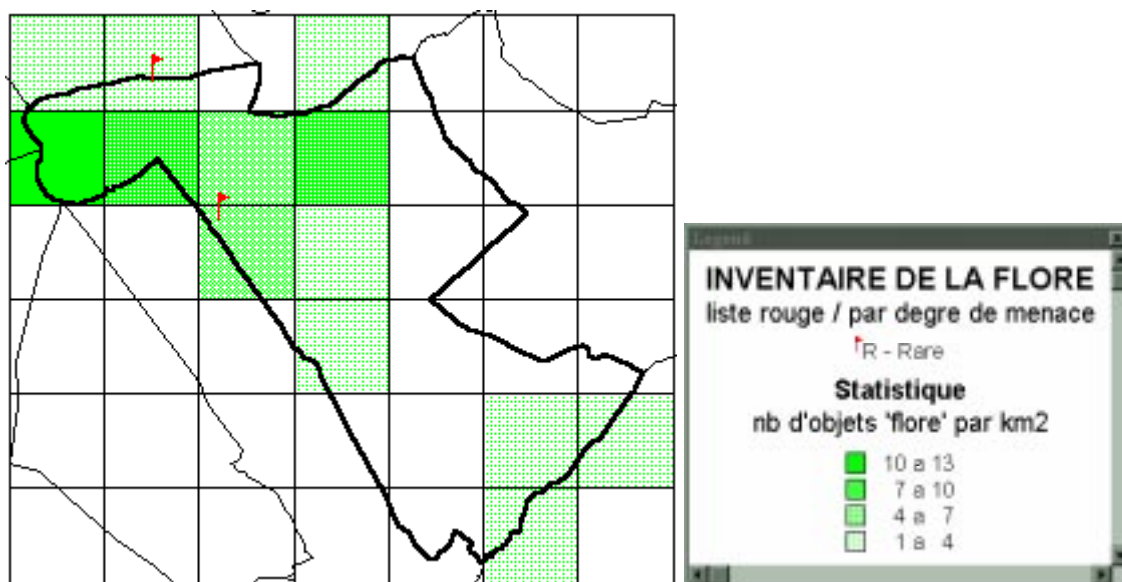 Legend
INVENTAIRE DE LA FLORE
liste rouge / par degre de menace
R - Rare
Statistique
nb d'objets 'flore' par km2
10 a 13
7 a 10
4 a 7
1 a 4